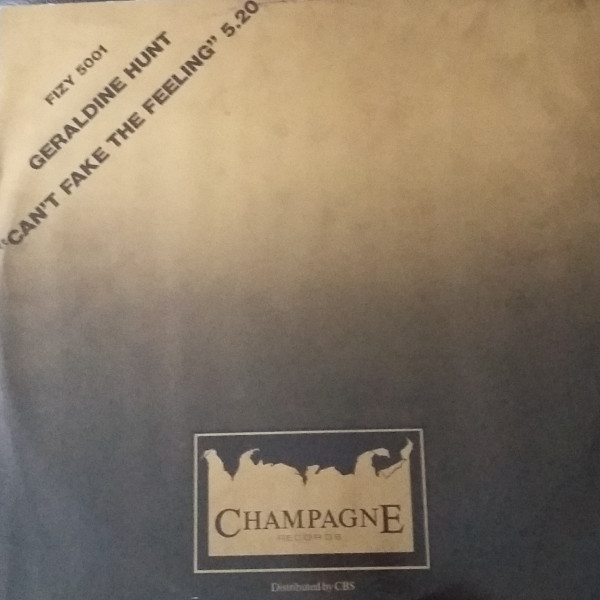 FIZY 5001
GERALDINE HUNT
"CAN'T FAKE THE FEELING" 5.20
CHAMPAGNE
RECORDS
Distributed by CBS